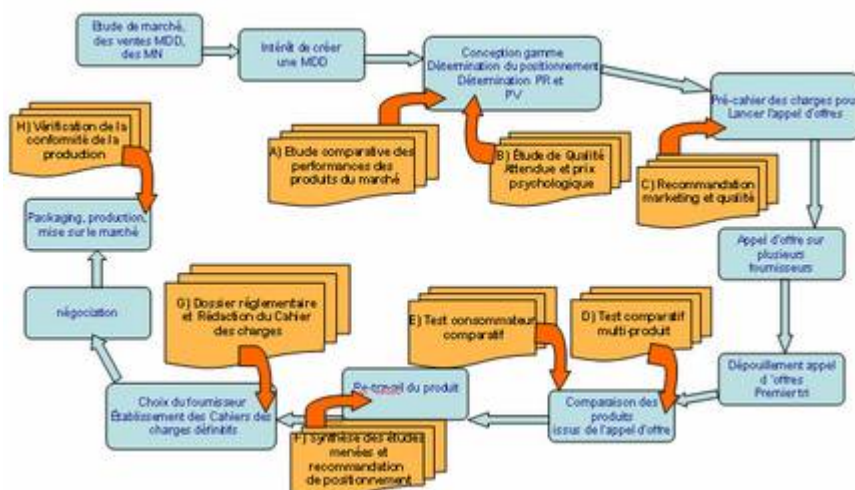 Etude de marché,
des ventes MDD,
des MN
Intérêt de créer
une MDD
Conception gamme
Détermination du positionnement
Détermination PR et
PV
Pré-cahier des charges pour
Lancer l'appel d'offres
H) Vérification de la
conformité de la
production
A) Etude comparative des
performances des
produits du marché
B) Étude de Qualité
Attendue et prix
psychologique
C) Recommandation
marketing et qualité
Packaging, production,
mise sur le marché
Appel d'offre sur
plusieurs
fournisseurs
négociation
G) Dossier réglementaire
et Rédaction du Cahier
des charges
E) Test consommateur
comparatif
D) Test comparatif
multi-produit
Dépouillement appel
d 'offres
Premier tri
Re-travail du produit
Choix du fournisseur
Établissement des Cahiers des
charges définitifs
Comparaison des
produits
issus de l'appel d'offre
F) Synthèse des études
menées et
recommandation
de positionnement